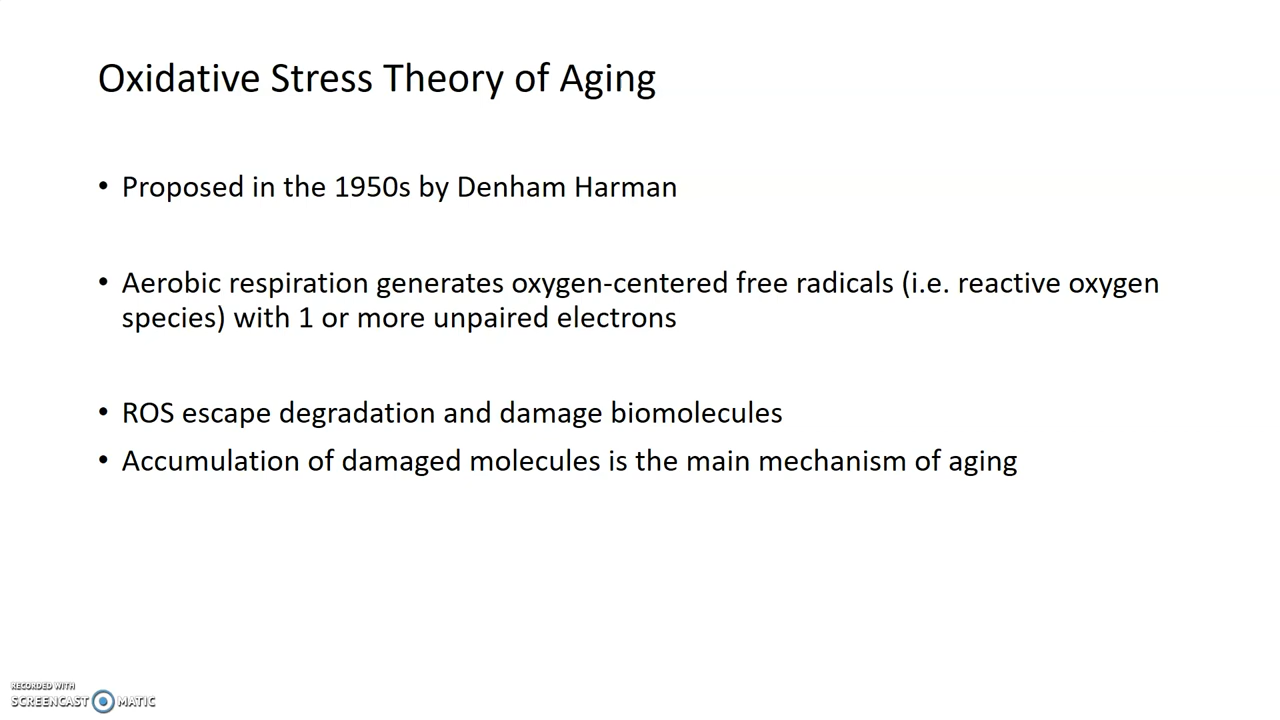 Oxidative Stress Theory of Aging
• Proposed in the 1950s by Denham Harman
• Aerobic respiration generates oxygen-centered free radicals (i.e. reactive oxygen
species) with 1 or more unpaired electrons
• ROS escape degradation and damage biomolecules
• Accumulation of damaged molecules is the main mechanism of aging
RECORDED WITH
SCREENCAST MATIC